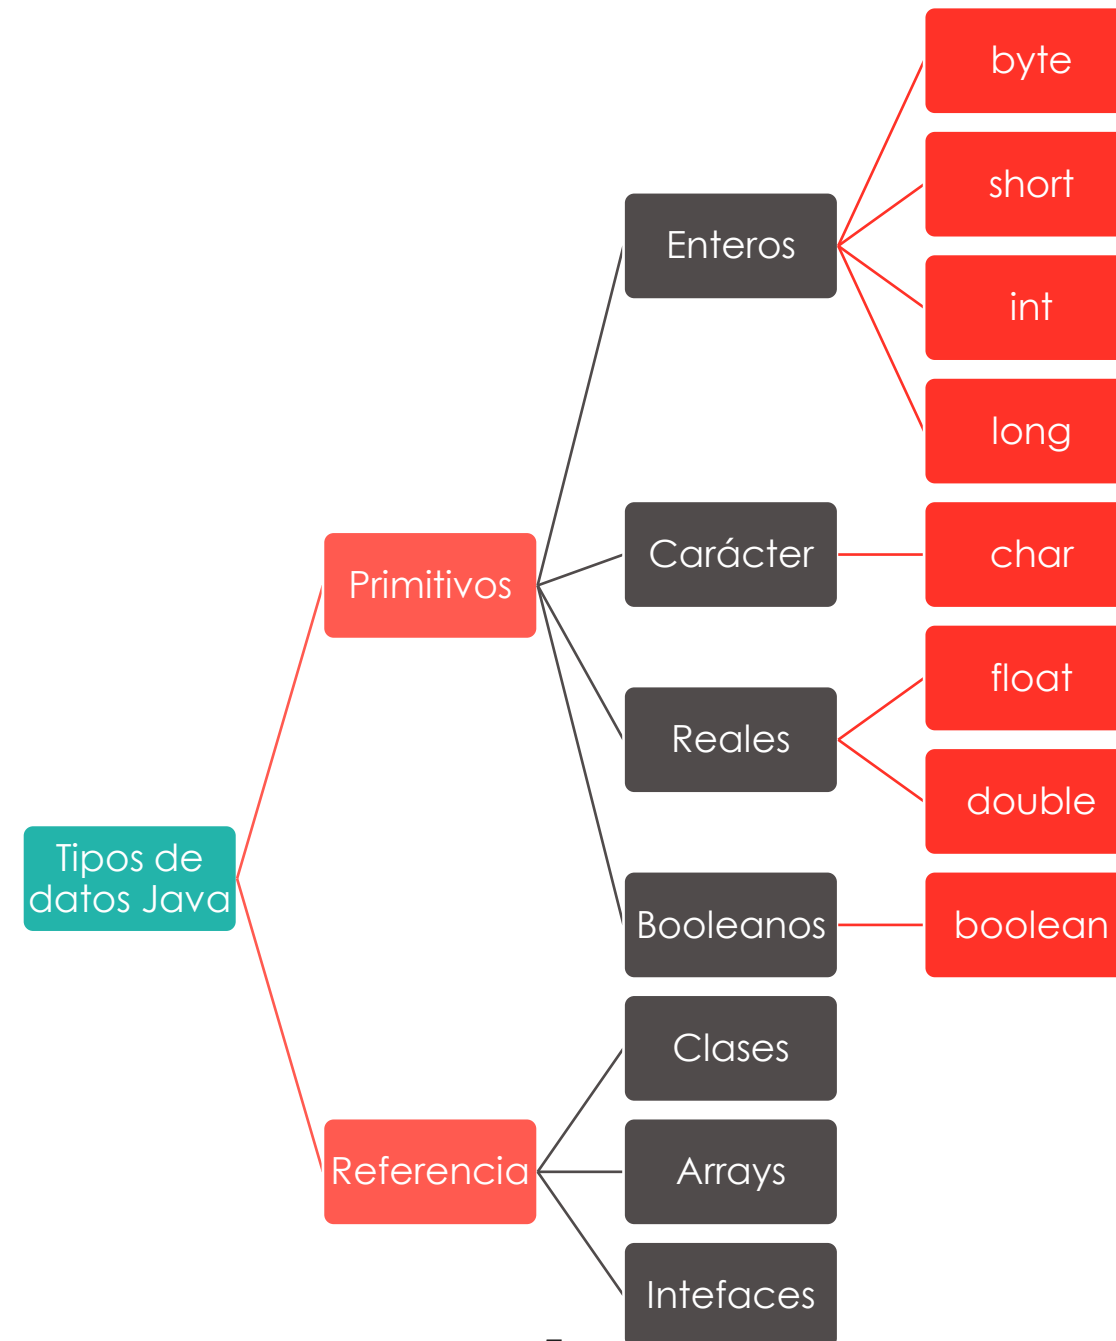 byte
short
Enteros
int
long
Carácter
char
Primitivos
float
Reales
double
Tipos de
datos Java
Booleanos
boolean
Clases
Referencia
Arrays
Intefaces